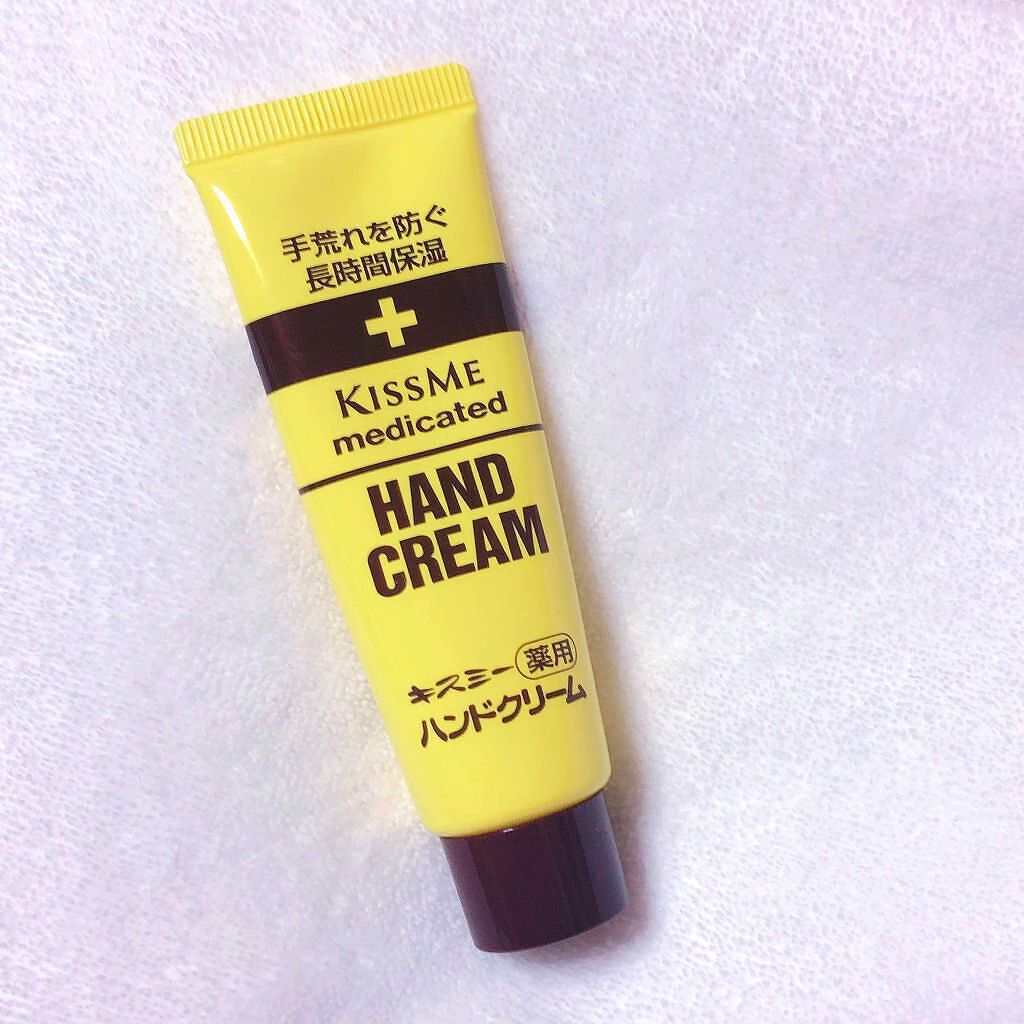 手荒れを防ぐ
長時間保湿
KISSME
medicated
HAND
CREAM
キスミー 薬用
ハンドクリーム